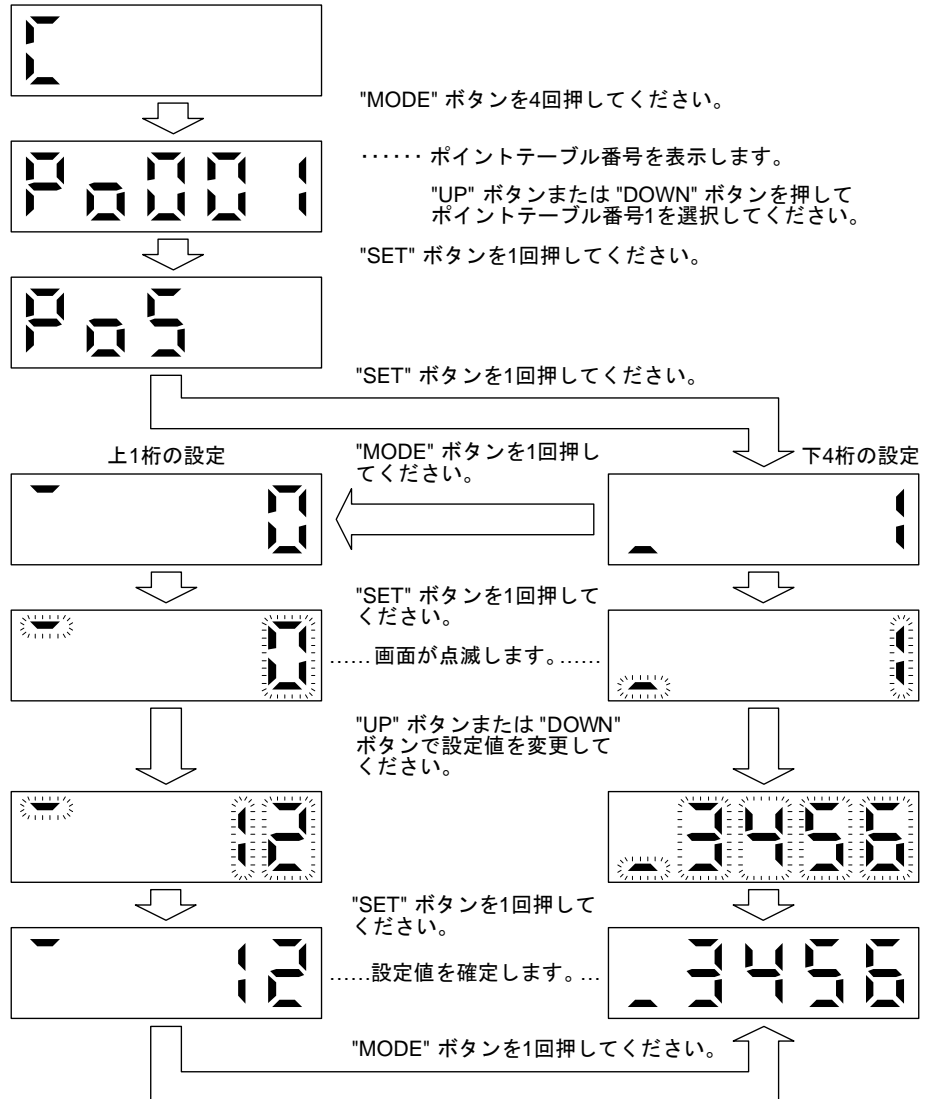 C
"MODE" ボタンを4回押してください。
Po001
‥‥‥ ポイントテーブル番号を表示します。
"UP" ボタンまたは "DOWN" ボタンを押して
ポイントテーブル番号1を選択してください。
"SET" ボタンを1回押してください。
PoS
"SET" ボタンを1回押してください。
上1桁の設定
"MODE" ボタンを1回押し
てください。
下4桁の設定
¯ 0
_ 1
"SET" ボタンを1回押して
ください。
¯ 0
……画面が点滅します。……
_ 1
"UP" ボタンまたは "DOWN"
ボタンで設定値を変更して
ください。
¯ 12
_3456
"SET" ボタンを1回押して
ください。
¯ 12
……設定値を確定します。…
_3456
"MODE" ボタンを1回押してください。